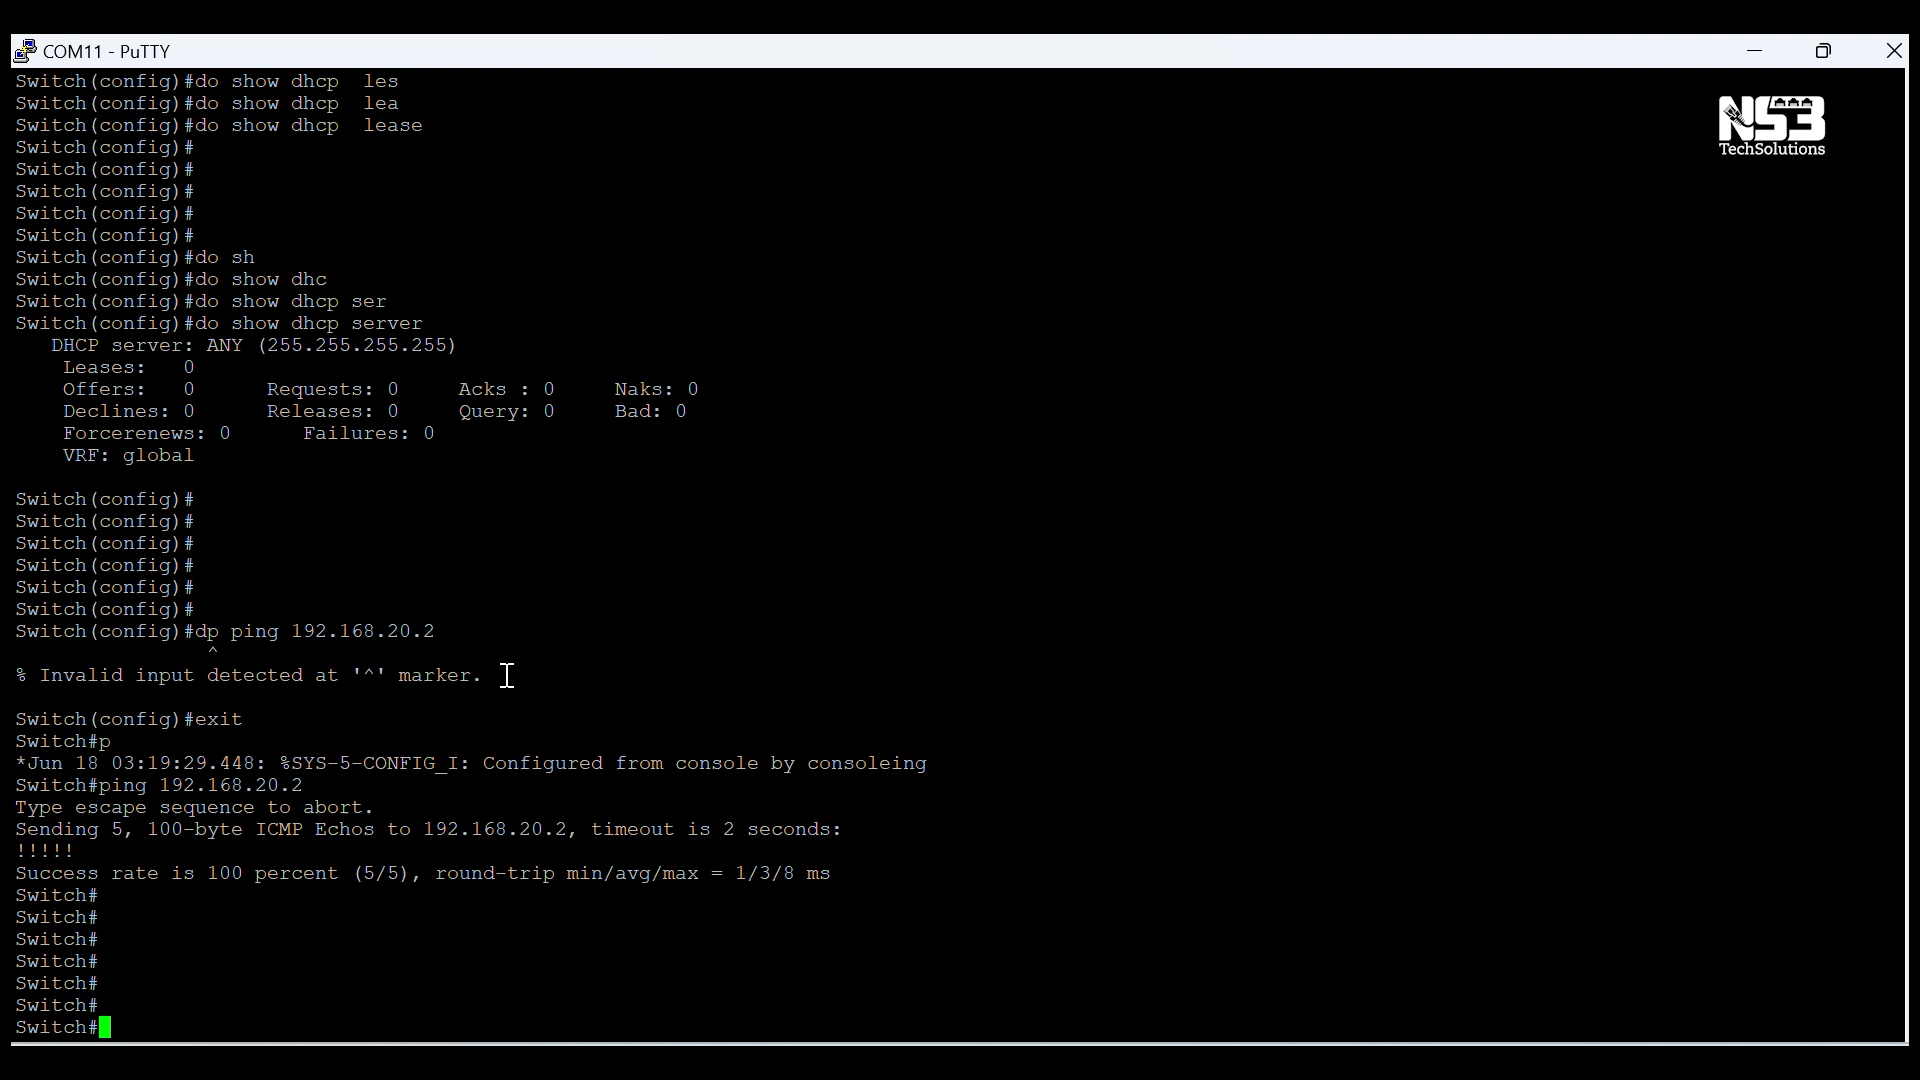 COM11 - PuTTY
Switch(config)#do show dhcp  les
Switch(config)#do show dhcp  lea
Switch(config)#do show dhcp  lease
Switch(config)#
Switch(config)#
Switch(config)#
Switch(config)#
Switch(config)#
Switch(config)#do sh
Switch(config)#do show dhc
Switch(config)#do show dhcp ser
Switch(config)#do show dhcp server
   DHCP server: ANY (255.255.255.255)
    Leases:   0
    Offers:   0      Requests: 0     Acks : 0     Naks: 0
    Declines: 0      Releases: 0     Query: 0     Bad: 0
    Forcerenews: 0      Failures: 0
    VRF: global
Switch(config)#
Switch(config)#
Switch(config)#
Switch(config)#
Switch(config)#
Switch(config)#
Switch(config)#dp ping 192.168.20.2
                ^
% Invalid input detected at '^' marker.
Switch(config)#exit
Switch#p
*Jun 18 03:19:29.448: %SYS-5-CONFIG_I: Configured from console by consoleing
Switch#ping 192.168.20.2
Type escape sequence to abort.
Sending 5, 100-byte ICMP Echos to 192.168.20.2, timeout is 2 seconds:
!!!!!
Success rate is 100 percent (5/5), round-trip min/avg/max = 1/3/8 ms
Switch#
Switch#
Switch#
Switch#
Switch#
Switch#
Switch#
NS3
TechSolutions